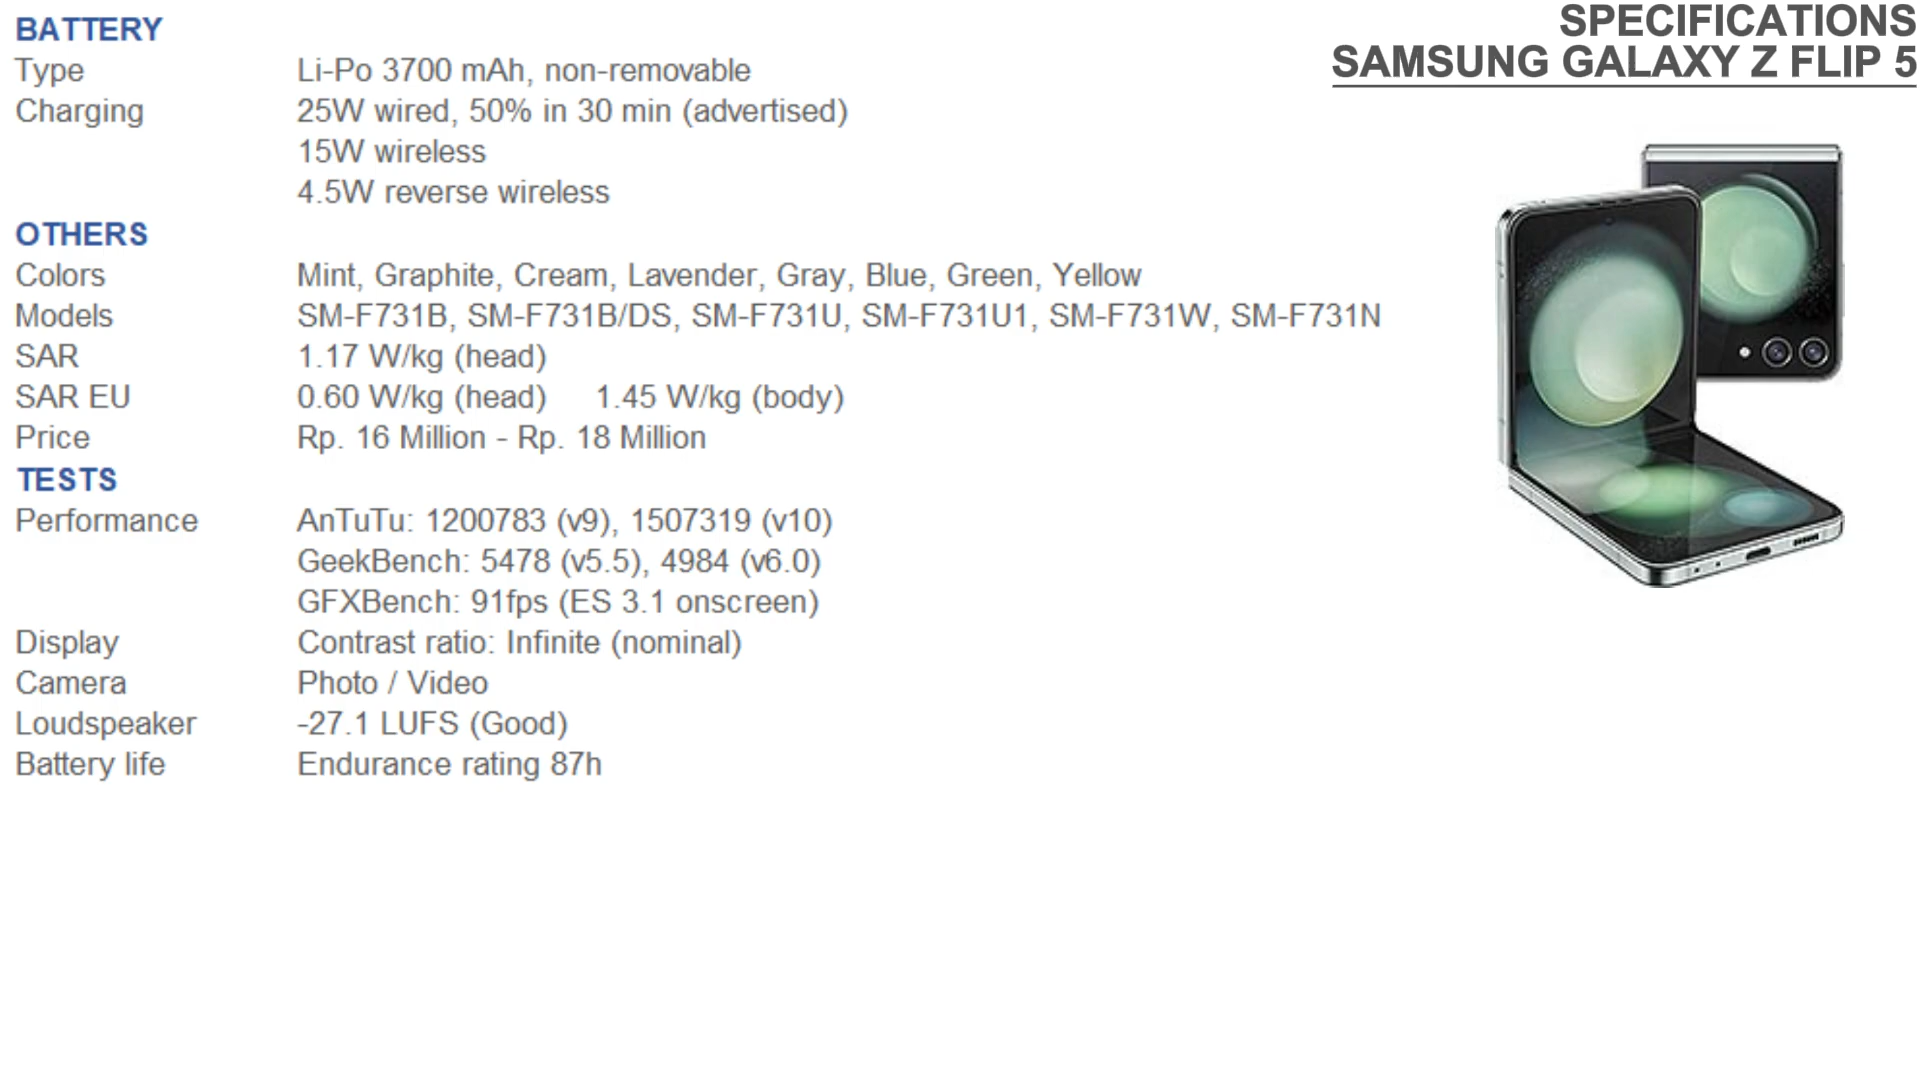 SPECIFICATIONS
SAMSUNG GALAXY Z FLIP 5
BATTERY
Type Li-Po 3700 mAh, non-removable
Charging 25W wired, 50% in 30 min (advertised)
15W wireless
4.5W reverse wireless
OTHERS
Colors Mint, Graphite, Cream, Lavender, Gray, Blue, Green, Yellow
Models SM-F731B, SM-F731B/DS, SM-F731U, SM-F731U1, SM-F731W, SM-F731N
SAR 1.17 W/kg (head)
SAR EU 0.60 W/kg (head) 1.45 W/kg (body)
Price Rp. 16 Million - Rp. 18 Million
TESTS
Performance AnTuTu: 1200783 (v9), 1507319 (v10)
GeekBench: 5478 (v5.5), 4984 (v6.0)
GFXBench: 91fps (ES 3.1 onscreen)
Display Contrast ratio: Infinite (nominal)
Camera Photo / Video
Loudspeaker -27.1 LUFS (Good)
Battery life Endurance rating 87h